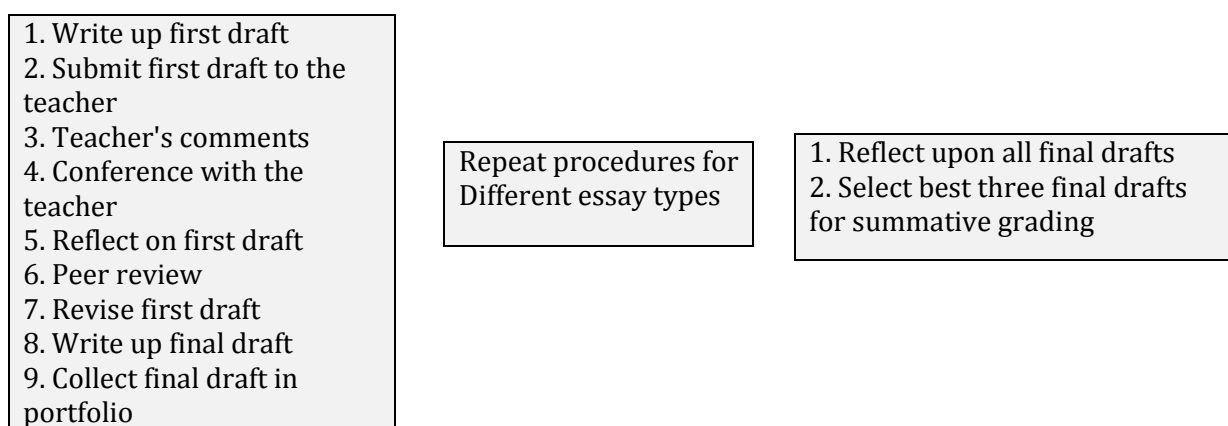 1. Write up first draft
2. Submit first draft to the
teacher
3. Teacher's comments
4. Conference with the
teacher
5. Reflect on first draft
6. Peer review
7. Revise first draft
8. Write up final draft
9. Collect final draft in
portfolio
Repeat procedures for
Different essay types
1. Reflect upon all final drafts
2. Select best three final drafts
for summative grading